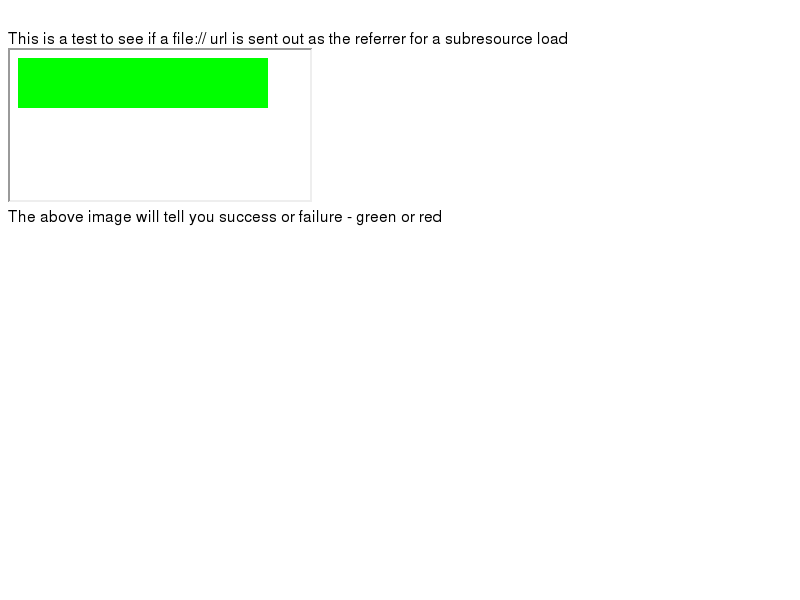 This is a test to see if a file:// url is sent out as the referrer for a subresource load
The above image will tell you success or failure - green or red